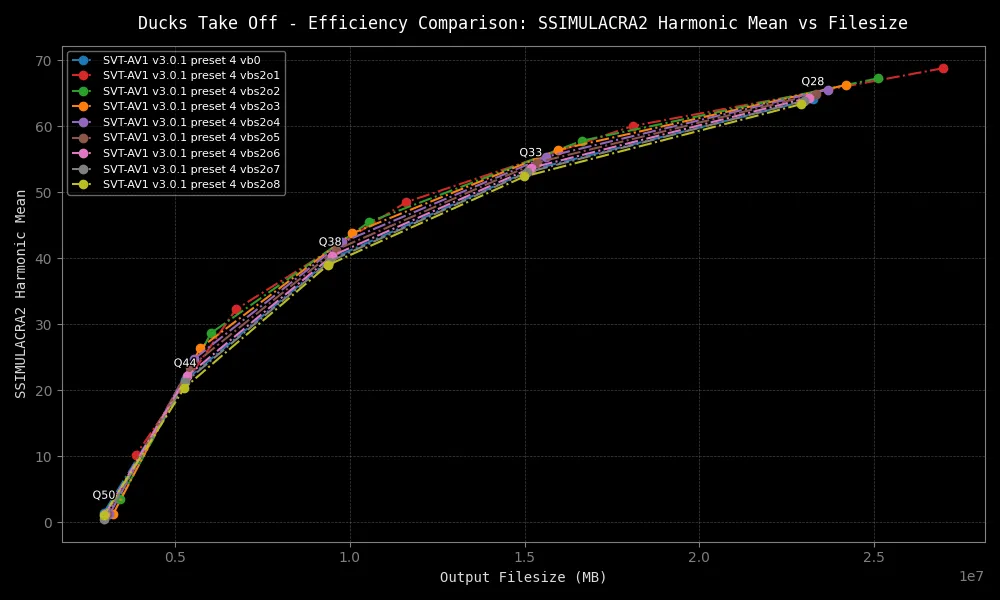 Ducks Take Off - Efficiency Comparison: SSIMULACRA2 Harmonic Mean vs Filesize
SVT-AV1 v3.0.1 preset 4 vb0
SVT-AV1 v3.0.1 preset 4 vbs2o1
SVT-AV1 v3.0.1 preset 4 vbs2o2
SVT-AV1 v3.0.1 preset 4 vbs2o3
SVT-AV1 v3.0.1 preset 4 vbs2o4
SVT-AV1 v3.0.1 preset 4 vbs2o5
SVT-AV1 v3.0.1 preset 4 vbs2o6
SVT-AV1 v3.0.1 preset 4 vbs2o7
SVT-AV1 v3.0.1 preset 4 vbs2o8
SSIMULACRA2 Harmonic Mean
70
60
50
40
30
20
10
0
Q28
Q33
Q38
Q44
Q50
0.5
1.0
1.5
2.0
2.5
1e7
Output Filesize (MB)